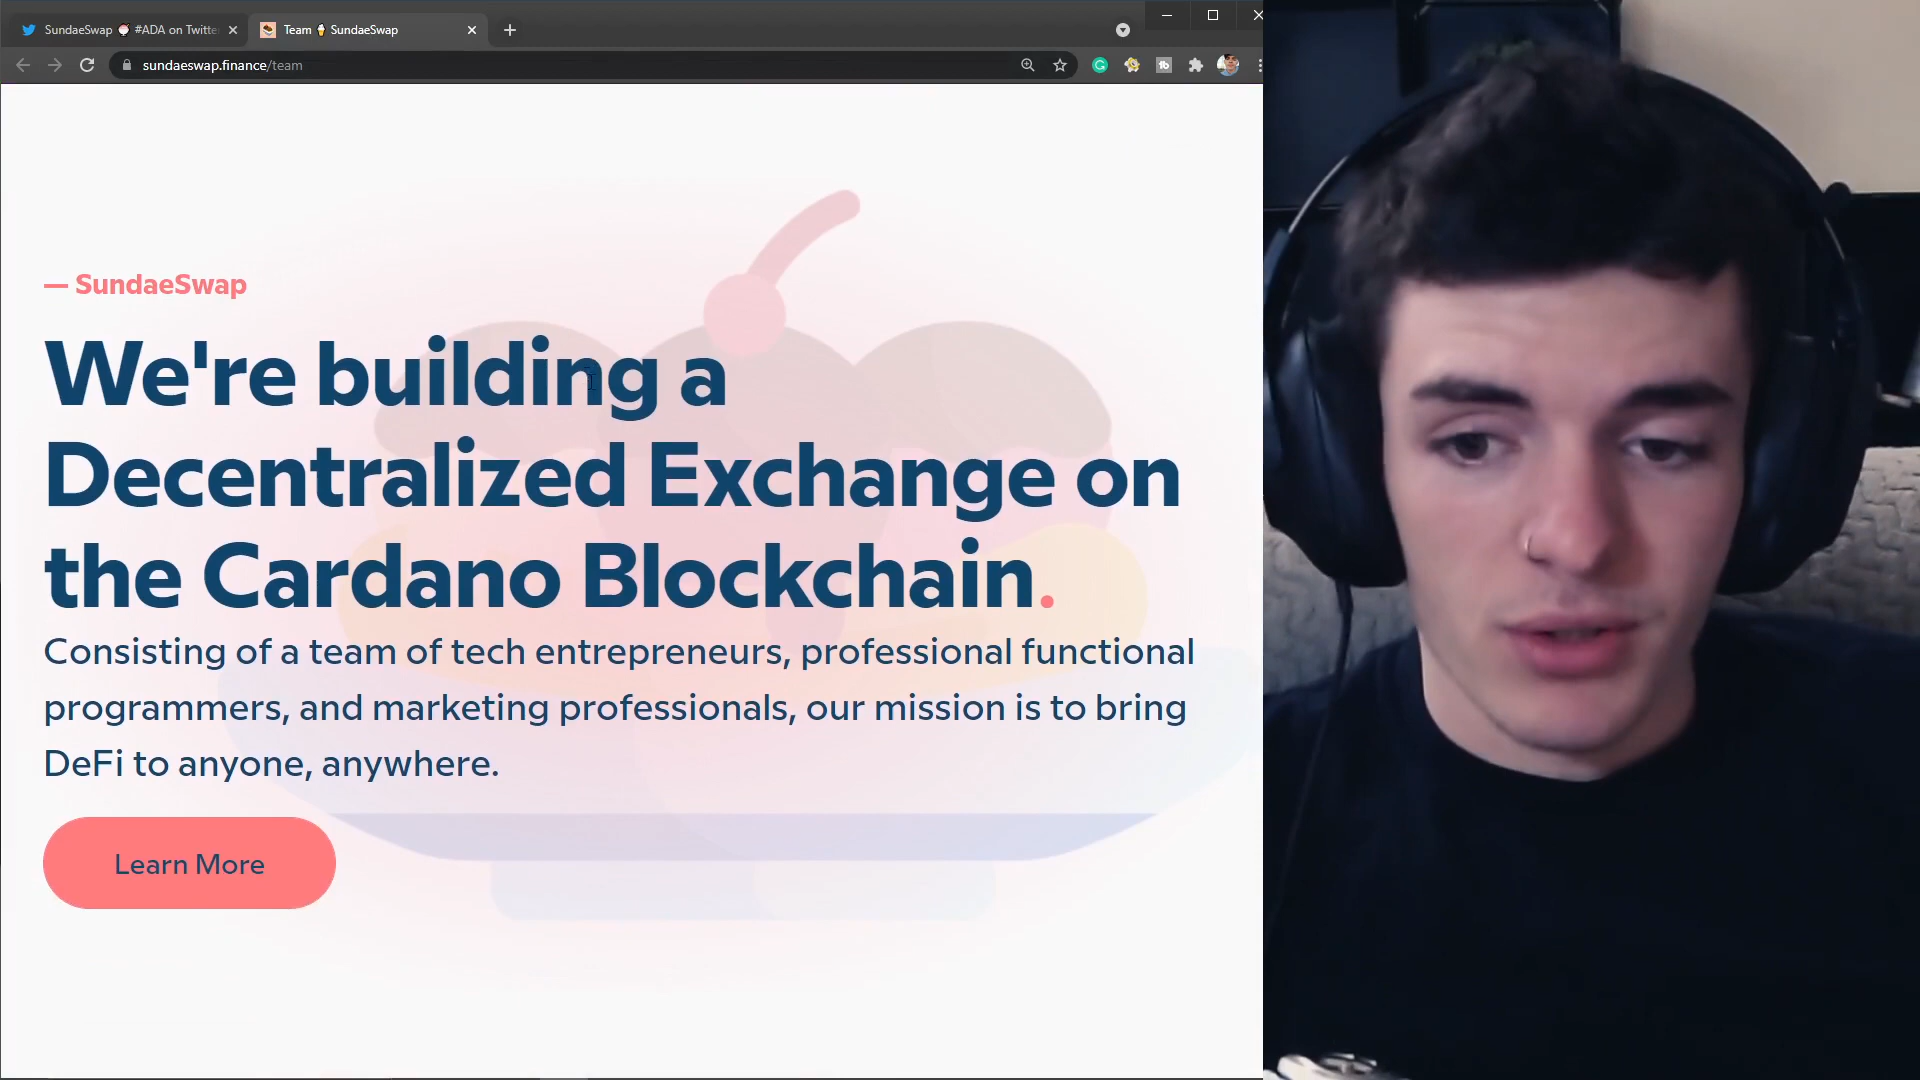 SundaeSwap #ADA on Twitte
Team SundaeSwap
sundaeswap.finance/team
— SundaeSwap
We're building a
Decentralized Exchange on
the Cardano Blockchain.
Consisting of a team of tech entrepreneurs, professional functional
programmers, and marketing professionals, our mission is to bring
DeFi to anyone, anywhere.
Learn More